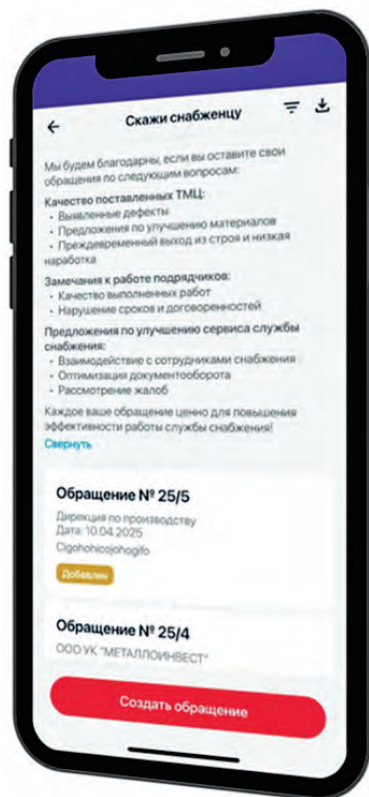 Скажи снабженцу
Мы будем благодарны, если вы оставите свои
обращения по следующим вопросам:
Качество поставленных ТМЦ:
• Выявленные дефекты
• Предложения по улучшению материалов
• Преждевременный выход из строя и низкая
наработка
Замечания к работе подрядчиков:
• Качество выполненных работ
• Нарушение сроков и договоренностей
Предложения по улучшению сервиса службы
снабжения:
• Взаимодействие с сотрудниками снабжения
• Оптимизация документооборота
• Рассмотрение жалоб
Каждое ваше обращение ценно для повышения
эффективности работы службы снабжения!
Свернуть
Обращение № 25/5
Дирекция по производству
Дата: 10.04.2025
Cigohohicojohogifo
Добавлен
Обращение № 25/4
ООО УК "МЕТАЛЛОИНВЕСТ"
Создать обращение